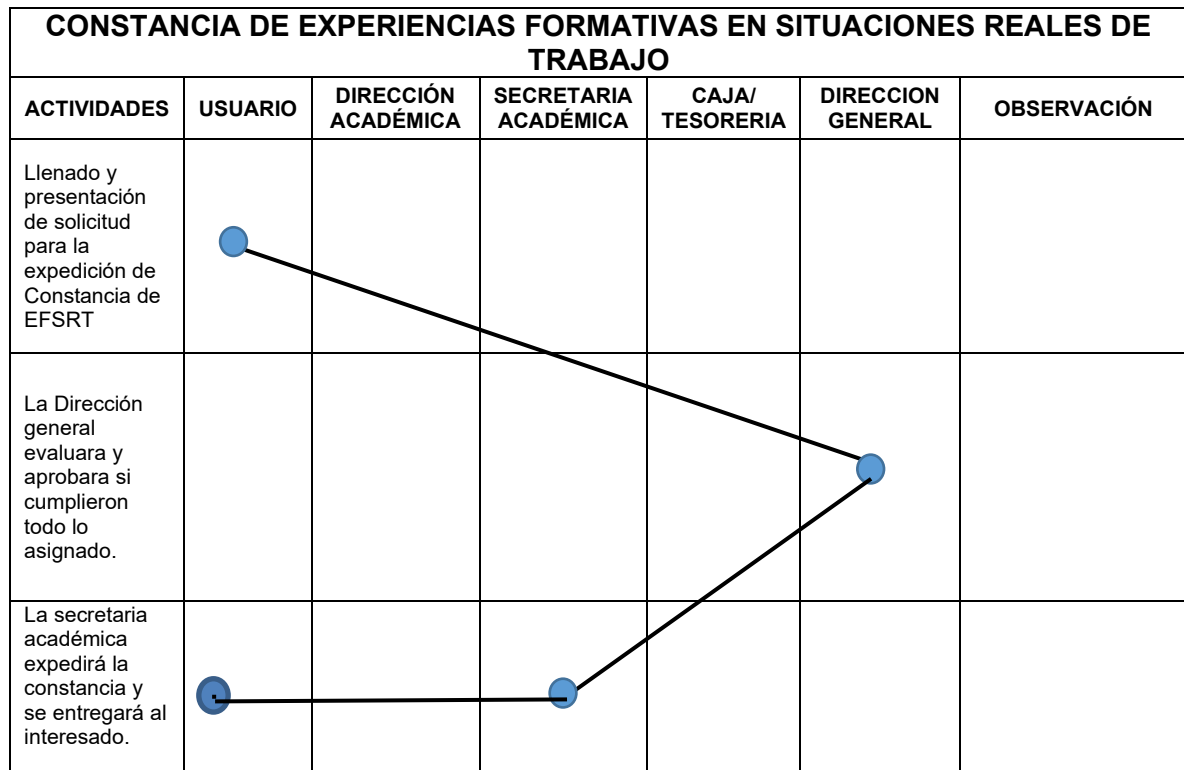 CONSTANCIA DE EXPERIENCIAS FORMATIVAS EN SITUACIONES REALES DE
TRABAJO
ACTIVIDADES
USUARIO
DIRECCIÓN
ACADÉMICA
SECRETARIA
ACADÉMICA
CAJA/
TESORERIA
DIRECCION
GENERAL
OBSERVACIÓN
Llenado y
presentación
de solicitud
para la
expedición de
Constancia de
EFSRT
La Dirección
general
evaluara y
aprobara si
cumplieron
todo lo
asignado.
La secretaria
académica
expedirá la
constancia y
se entregará al
interesado.